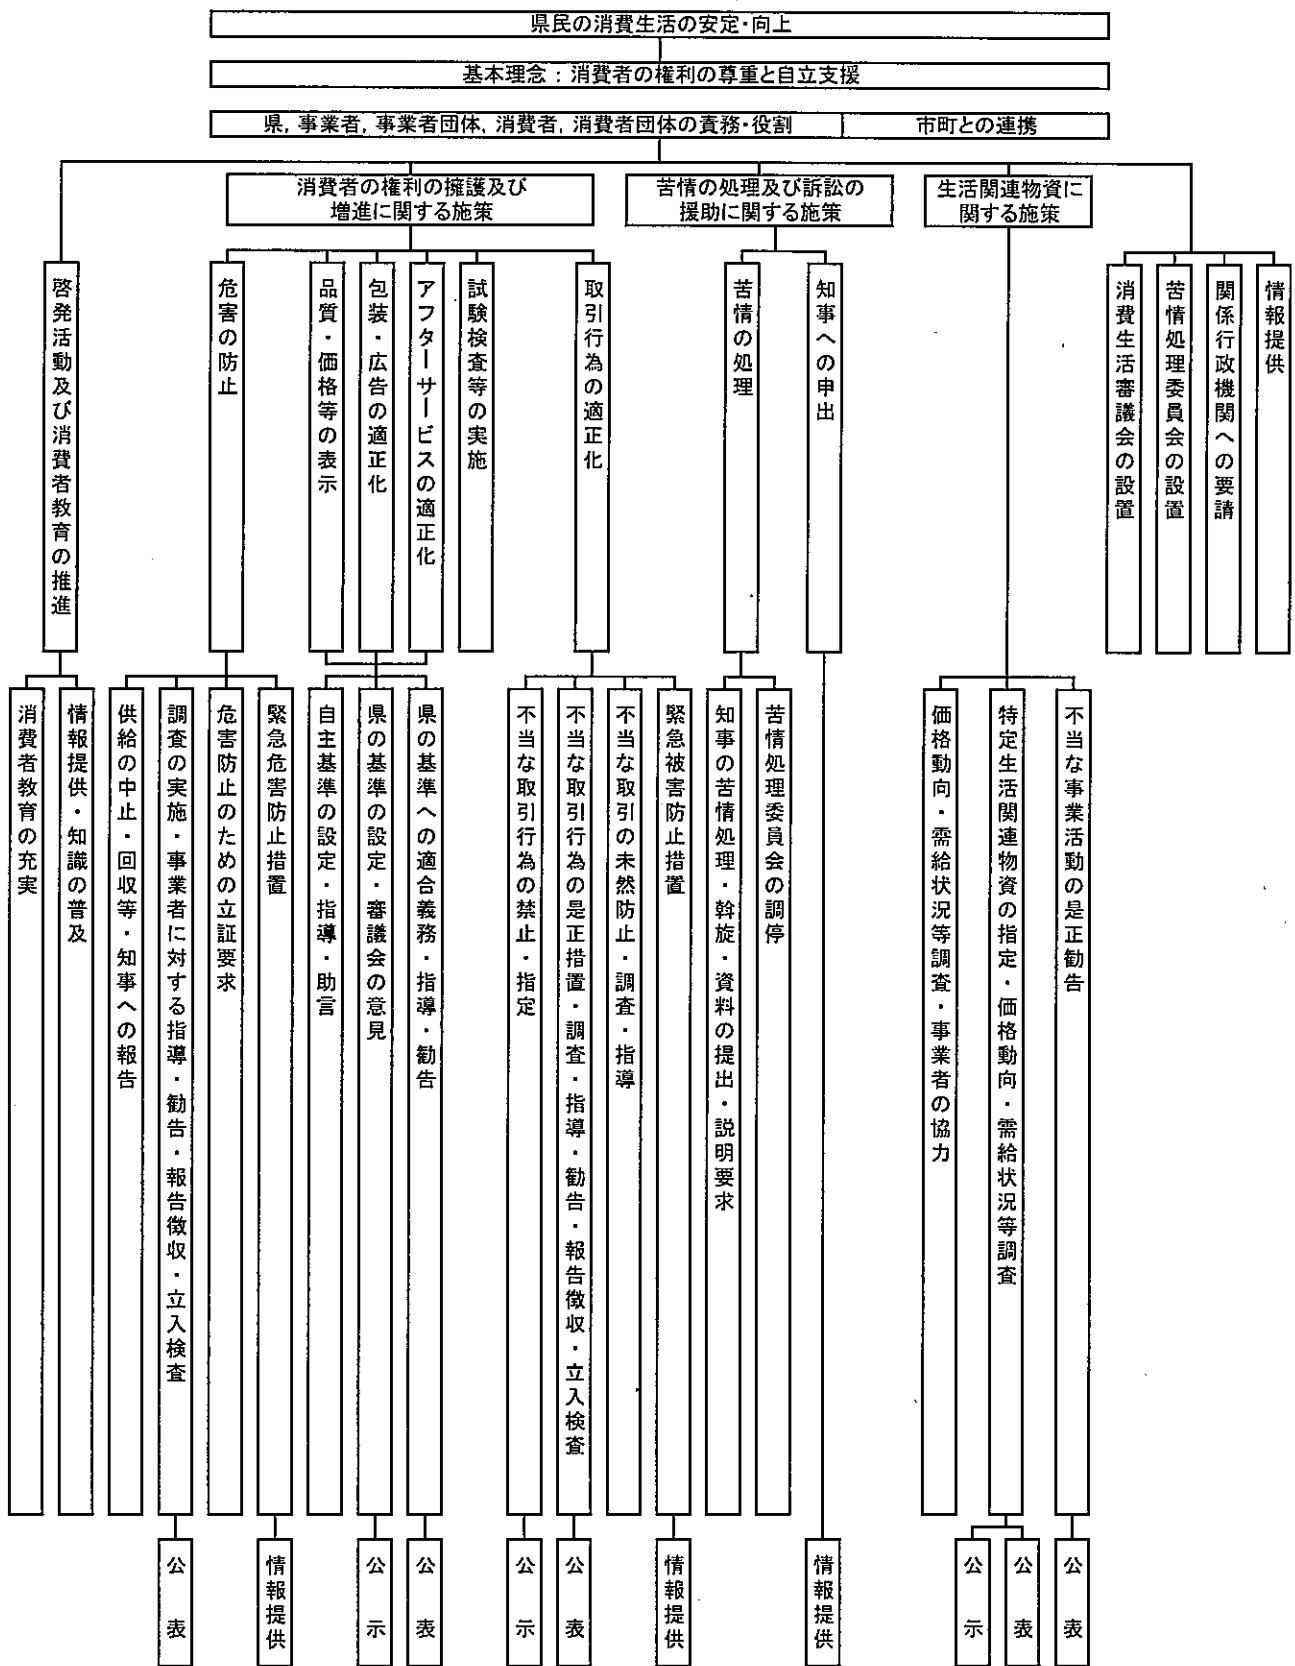 県民の消費生活の安定・向上
基本理念：消費者の権利の尊重と自立支援
県，事業者，事業者団体，消費者，消費者団体の責務・役割
市町との連携
消費者の権利の擁護及び
増進に関する施策
苦情の処理及び訴訟の
援助に関する施策
生活関連物資に
関する施策
啓発活動及び消費者教育の推進
危害の防止
品質・価格等の表示
包装・広告の適正化
アフターサービスの適正化
試験検査等の実施
取引行為の適正化
苦情の処理
知事への申出
消費生活審議会の設置
苦情処理委員会の設置
関係行政機関への要請
情報提供
消費者教育の充実
情報提供・知識の普及
供給の中止・回収等・知事への報告
調査の実施・事業者に対する指導・勧告・報告徴収・立入検査
危害防止のための立証要求
緊急危害防止措置
自主基準の設定・指導・助言
県の基準の設定・審議会の意見
県の基準への適合義務・指導・勧告
不当な取引行為の禁止・指定
不当な取引行為の是正措置・調査・指導・勧告・報告徴収・立入検査
不当な取引の未然防止・調査・指導
緊急被害防止措置
知事の苦情処理・斡旋・資料の提出・説明要求
苦情処理委員会の調停
価格動向・需給状況等調査・事業者の協力
特定生活関連物資の指定・価格動向・需給状況等調査
不当な事業活動の是正勧告
公表
情報提供
公示
公表
公示
公表
情報提供
情報提供
公示
公表
公表